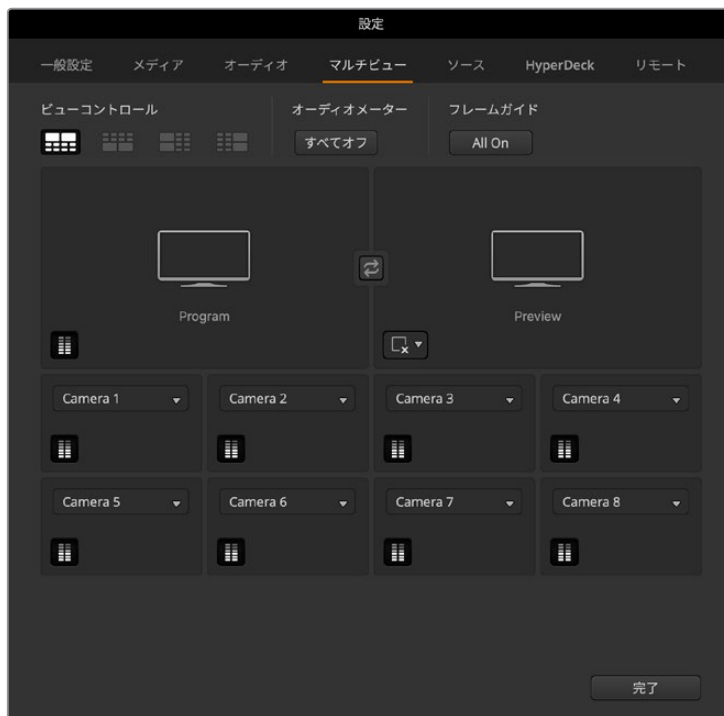 設定
一般設定 メディア オーディオ マルチビュー ソース HyperDeck リモート
ビューコントロール オーディオメーター フレームガイド
すべてオフ All On
Program Preview
Camera 1 Camera 2 Camera 3 Camera 4
Camera 5 Camera 6 Camera 7 Camera 8
完了